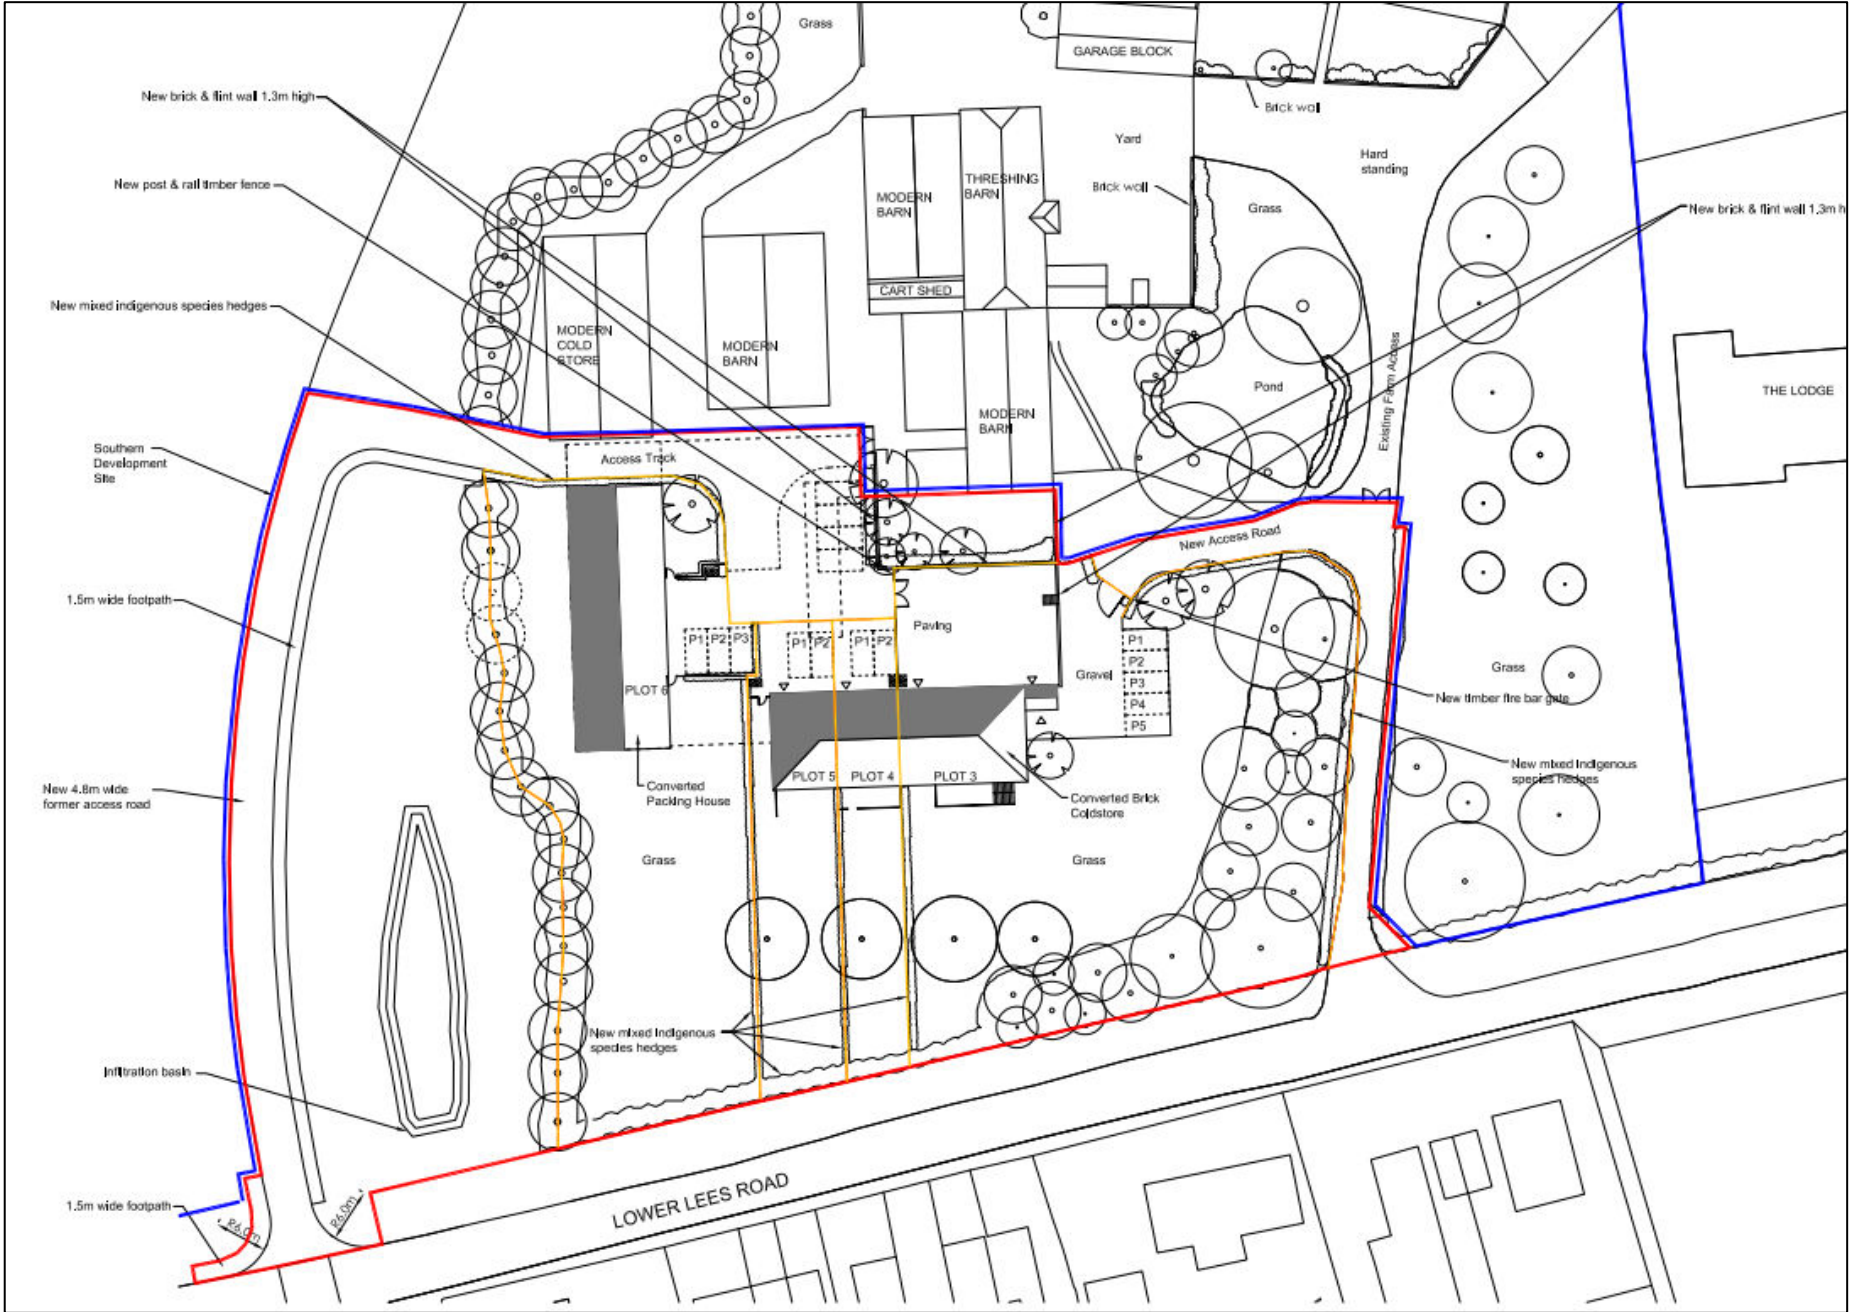 Grass
GARAGE BLOCK
New brick & flint wall 1.3m high
Brick wall
Yard
Hard
standing
New post & rail timber fence
MODERN
BARN
THRESHING
BARN
Brick wall
Grass
New brick & flint wall 1.3m h
CART SHED
New mixed indigenous species hedges
MODERN
COLD
STORE
MODERN
BARN
Existing Farm Access
Pond
THE LODGE
MODERN
BARN
Southern
Development
Site
Access Track
New Access Road
1.5m wide footpath
Paving
P1 P2 P3
P1 P2
P1 P2
P1
P2
P3
P4
P5
Gravel
Grass
PLOT 6
New timber fire bar gate
New mixed indigenous
species hedges
PLOT 5
PLOT 4
PLOT 3
Converted
Packing House
Converted Brick
Coldstore
New 4.8m wide
former access road
Grass
Grass
New mixed indigenous
species hedges
Infiltration basin
1.5m wide footpath
R6.0m
R6.0m
LOWER LEES ROAD